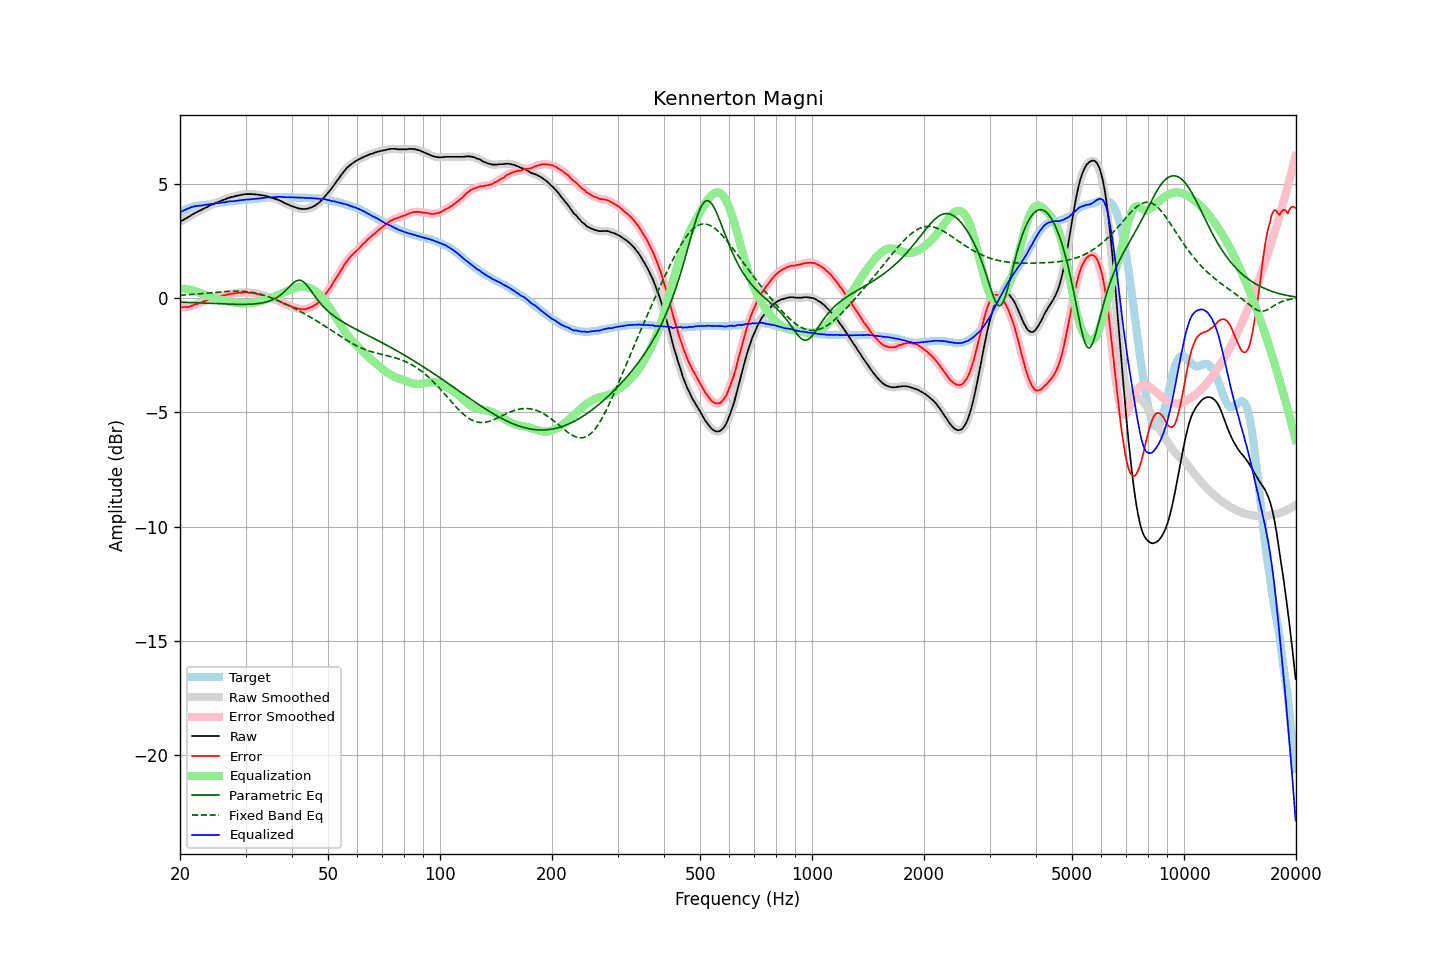 Kennerton Magni
5
0
−5
−10
−15
−20
Amplitude (dBr)
Target
Raw Smoothed
Error Smoothed
Raw
Error
Equalization
Parametric Eq
Fixed Band Eq
Equalized
20 50 100 200 500 1000 2000 5000 10000 20000
Frequency (Hz)